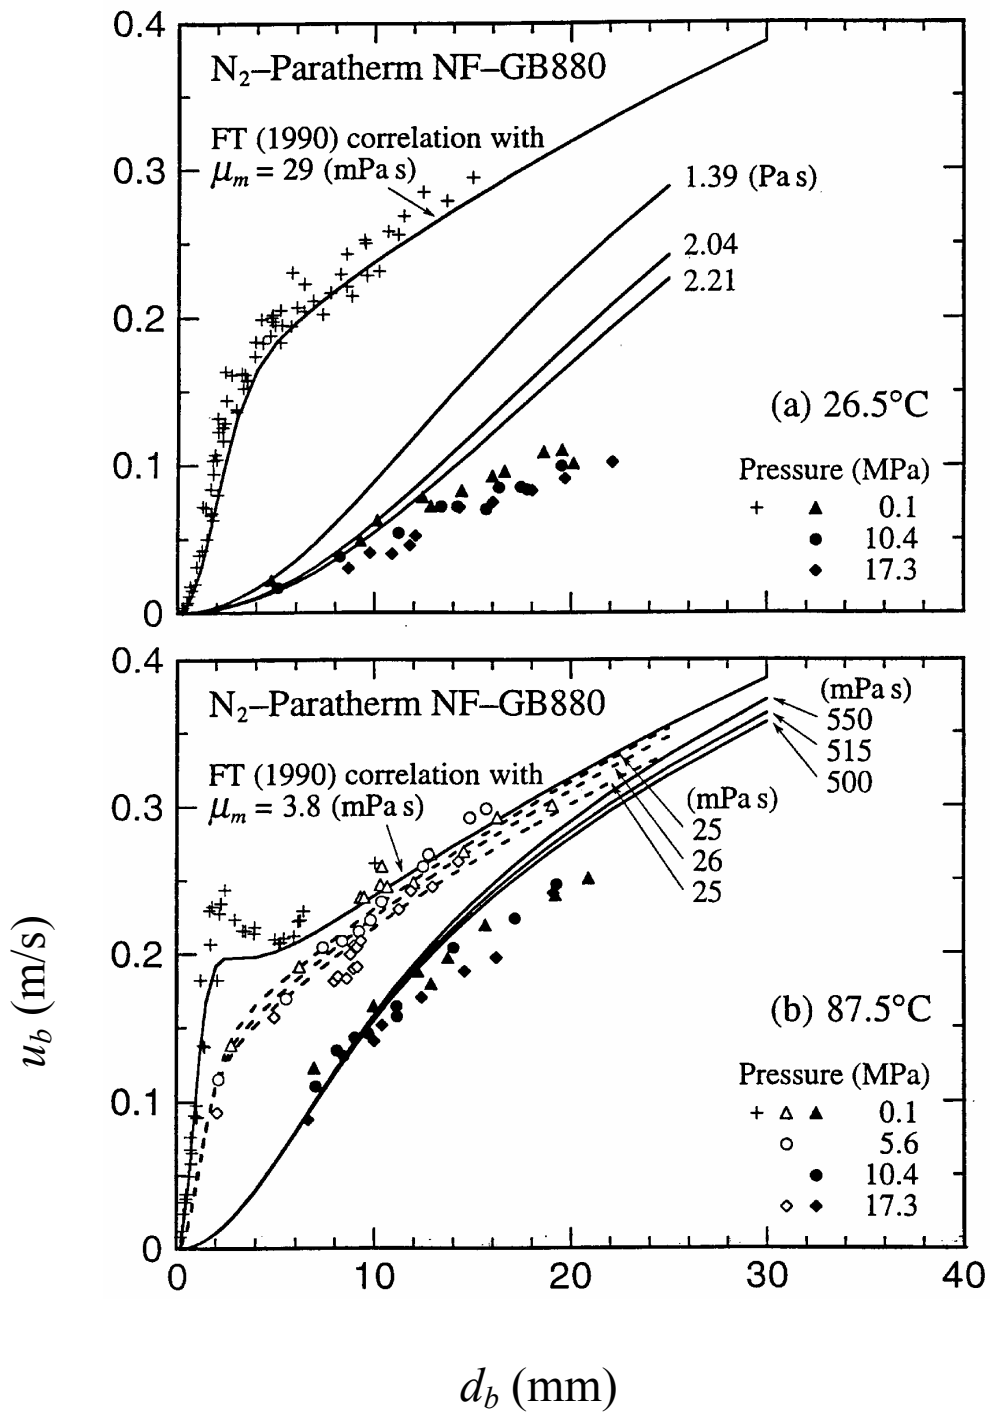 0.4
N₂–Paratherm NF–GB880
FT (1990) correlation with
μm = 29 (mPa s)
0.3
1.39 (Pa s)
2.04
2.21
0.2
(a) 26.5°C
0.1
Pressure (MPa)
0.1
10.4
17.3
0
0.4
N₂–Paratherm NF–GB880
(mPa s)
550
515
500
FT (1990) correlation with
μm = 3.8 (mPa s)
0.3
(mPa s)
25
26
25
0.2
(b) 87.5°C
0.1
Pressure (MPa)
0.1
5.6
10.4
17.3
0
0 10 20 30 40
ub (m/s)
db (mm)